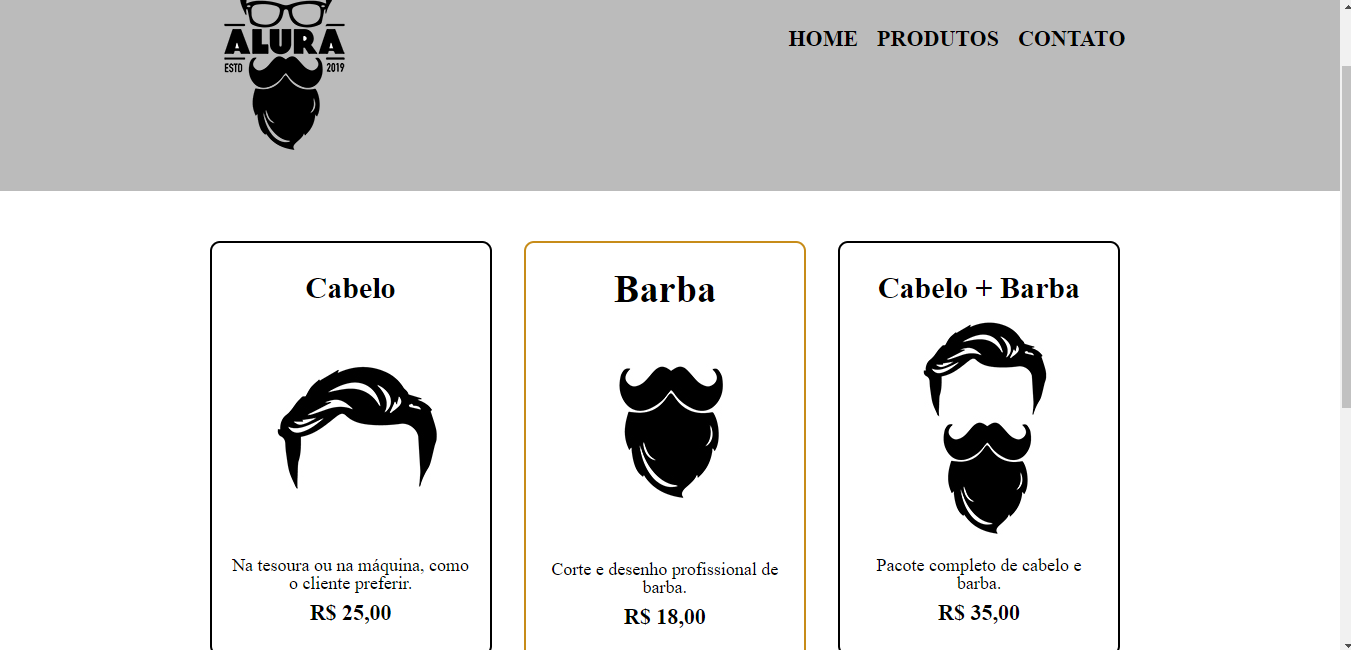 ALURA
ESTD 2019
HOME PRODUTOS CONTATO
Cabelo
Na tesoura ou na máquina, como
o cliente preferir.
R$ 25,00
Barba
Corte e desenho profissional de
barba.
R$ 18,00
Cabelo + Barba
Pacote completo de cabelo e
barba.
R$ 35,00